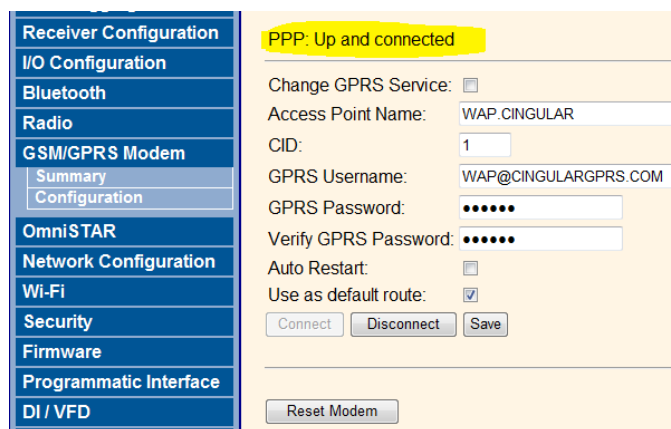 Receiver Configuration
I/O Configuration
Bluetooth
Radio
GSM/GPRS Modem
Summary
Configuration
OmniSTAR
Network Configuration
Wi-Fi
Security
Firmware
Programmatic Interface
DI / VFD
PPP: Up and connected
Change GPRS Service:
Access Point Name: WAP.CINGULAR
CID: 1
GPRS Username: WAP@CINGULARGPRS.COM
GPRS Password: ••••••
Verify GPRS Password: ••••••
Auto Restart:
Use as default route:
Connect Disconnect Save
Reset Modem